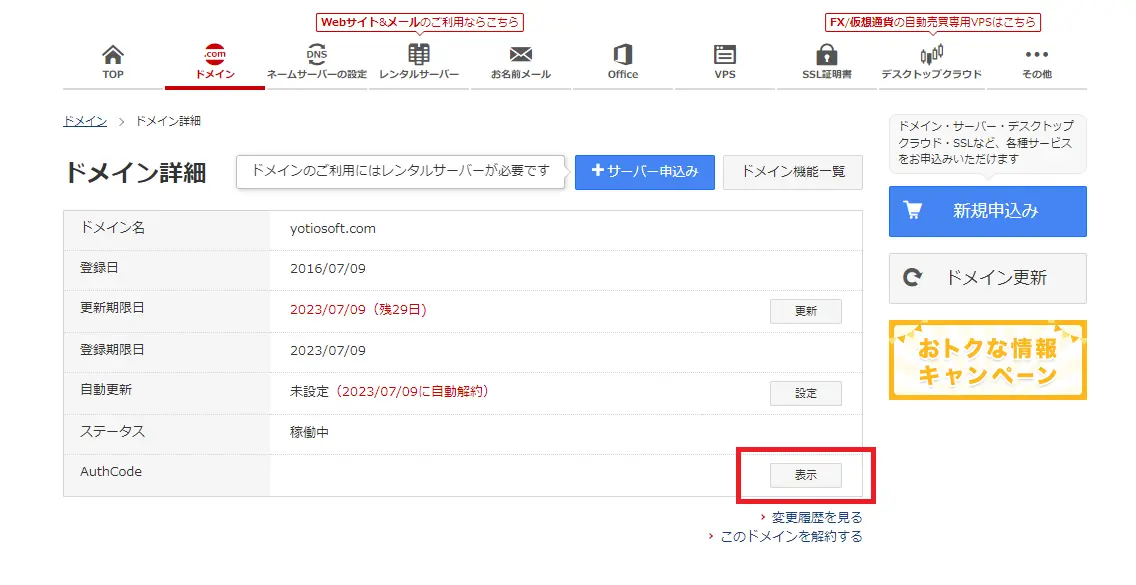 Webサイト&メールのご利用ならこちら
FX/仮想通貨の自動売買専用VPSはこちら
TOP
.com
ドメイン
DNS
ネームサーバーの設定
レンタルサーバー
お名前メール
Office
VPS
SSL証明書
デスクトップクラウド
その他
ドメイン > ドメイン詳細
ドメイン詳細
ドメインのご利用にはレンタルサーバーが必要です
+サーバー申込み
ドメイン機能一覧
ドメイン名 yotiosoft.com
登録日 2016/07/09
更新期限日 2023/07/09（残29日) 更新
登録期限日 2023/07/09
自動更新 未設定（2023/07/09に自動解約） 設定
ステータス 稼働中
AuthCode 表示
変更履歴を見る
このドメインを解約する
ドメイン・サーバー・デスクトップ
クラウド・SSLなど、各種サービス
をお申込みいただけます
新規申込み
ドメイン更新
おトクな情報
キャンペーン